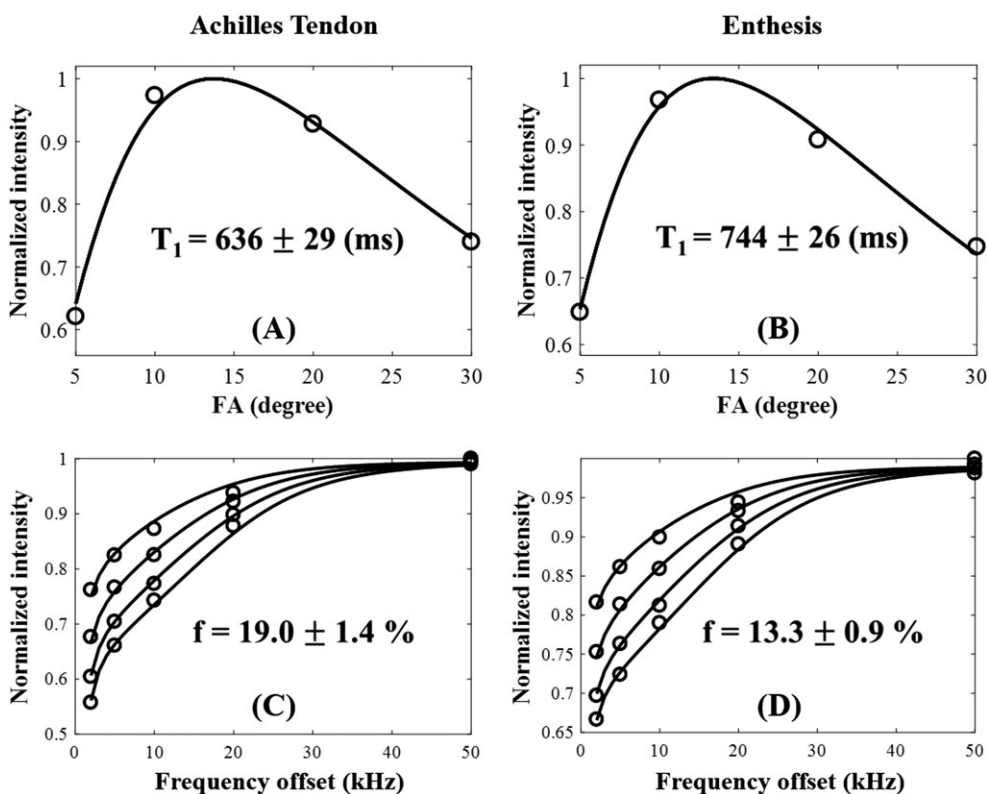 Achilles Tendon
Enthesis
Normalized intensity
1
0.9
0.8
0.7
0.6
T1 = 636 ± 29 (ms)
(A)
5
10
15
20
25
30
FA (degree)
Normalized intensity
1
0.9
0.8
0.7
0.6
T1 = 744 ± 26 (ms)
(B)
5
10
15
20
25
30
FA (degree)
Normalized intensity
1
0.9
0.8
0.7
0.6
0.5
f = 19.0 ± 1.4 %
(C)
0
10
20
30
40
50
Frequency offset (kHz)
Normalized intensity
0.95
0.9
0.85
0.8
0.75
0.7
0.65
f = 13.3 ± 0.9 %
(D)
0
10
20
30
40
50
Frequency offset (kHz)